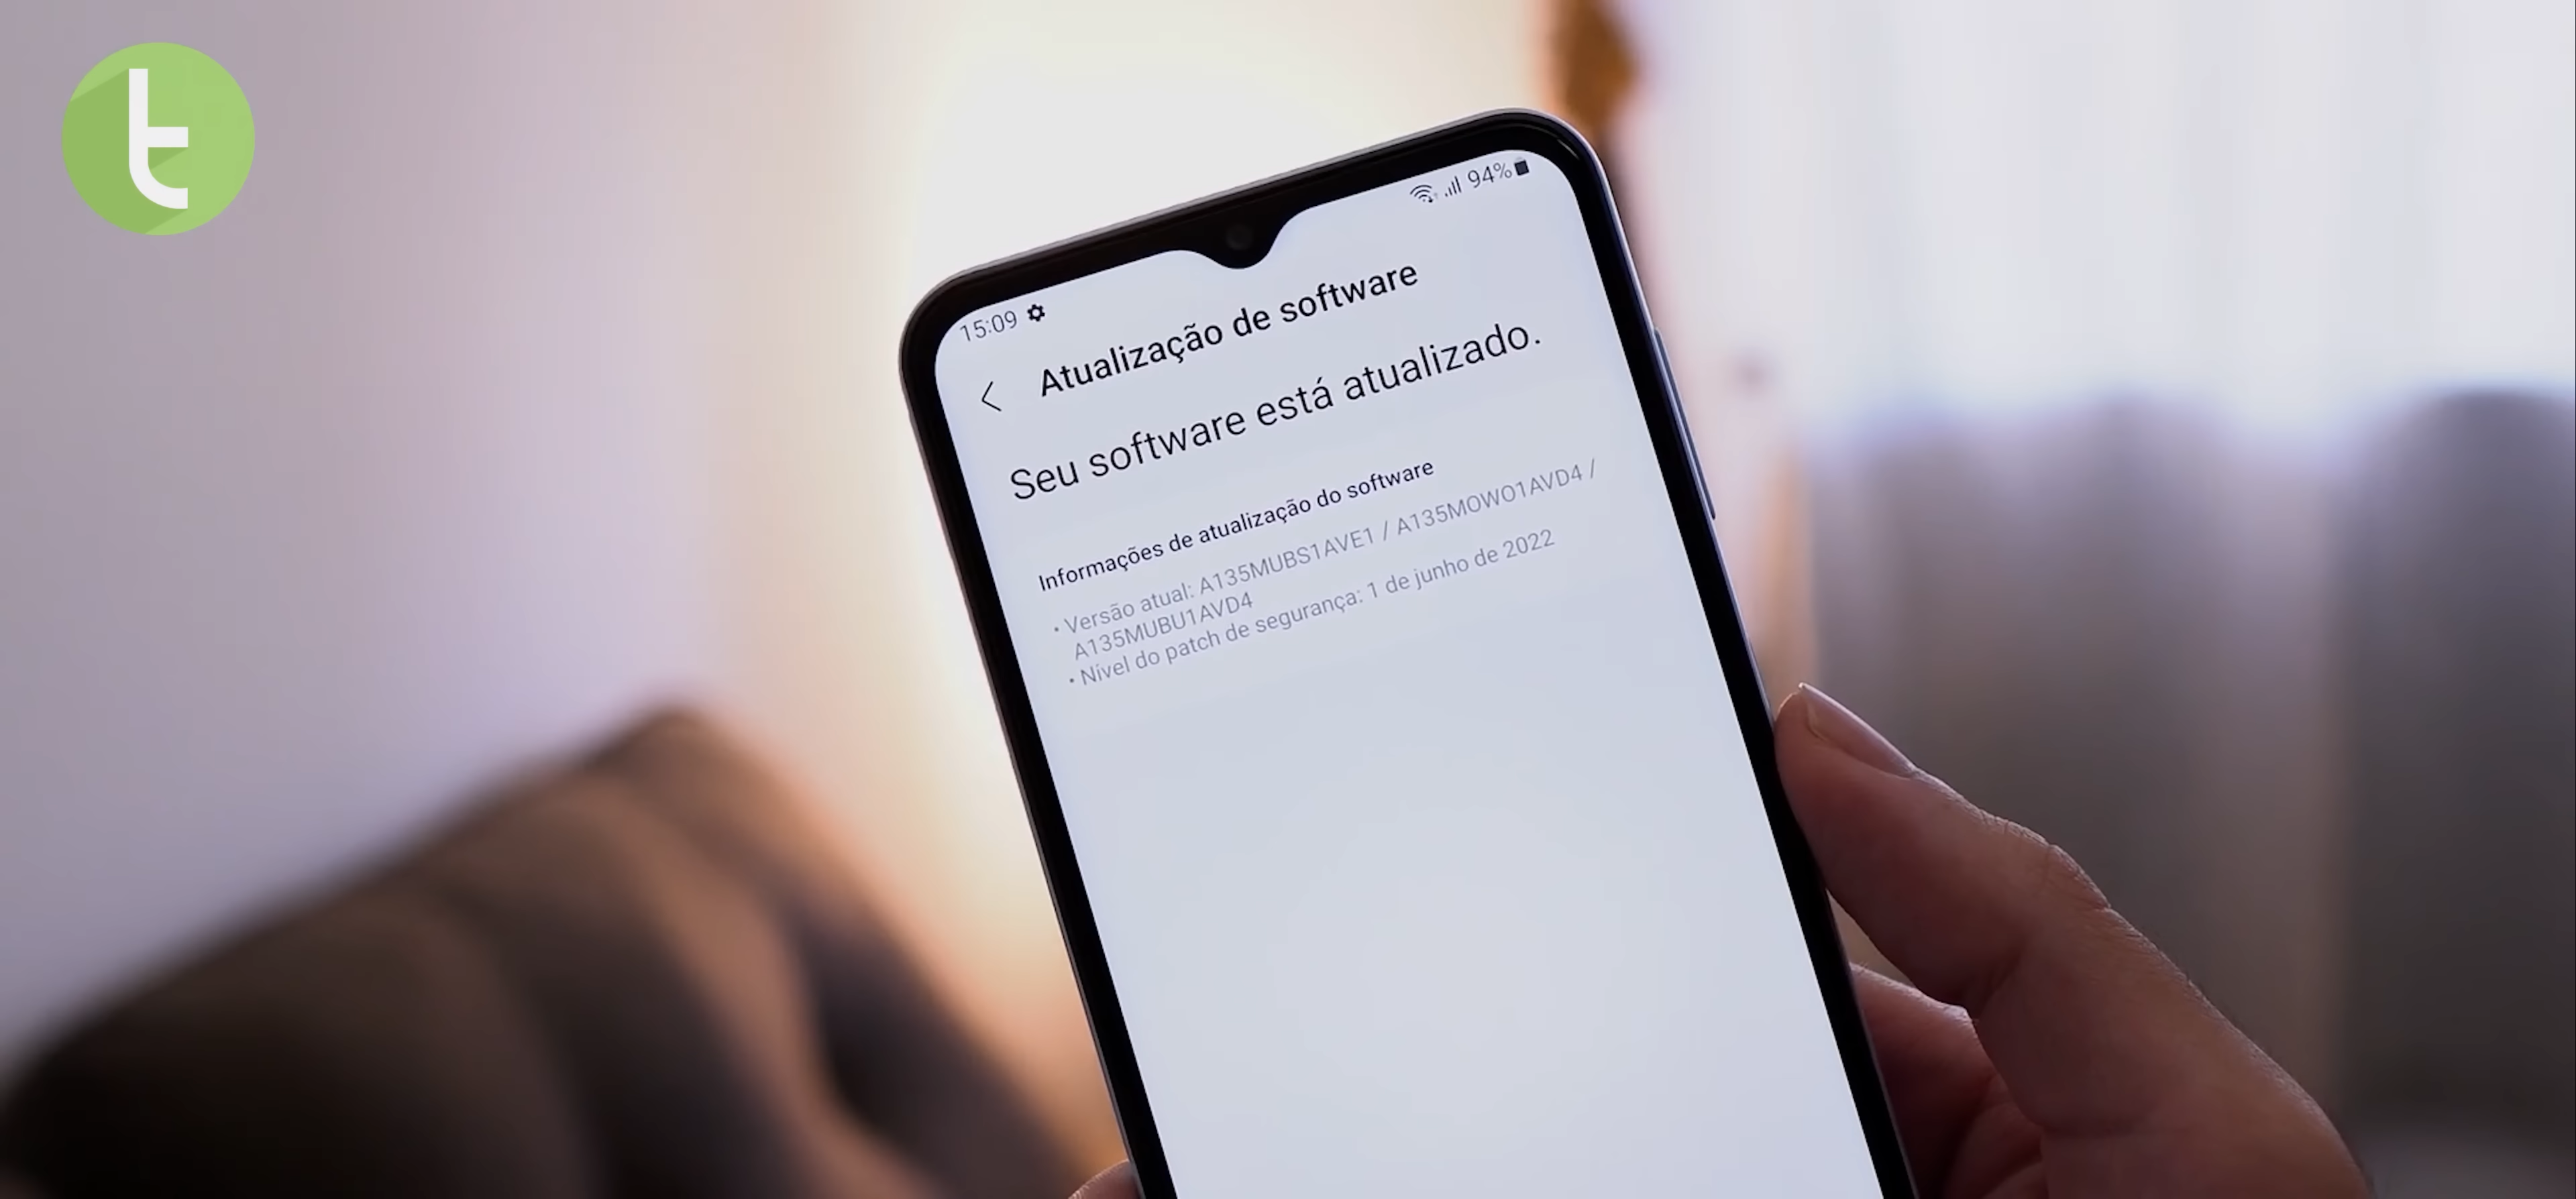 t
15:09
94%
Atualização de software
Seu software está atualizado.
Informações de atualização do software
• Versão atual: A135MUBS1AVE1 / A135MOWO1AVD4 /
A135MUBU1AVD4
• Nível do patch de segurança: 1 de junho de 2022